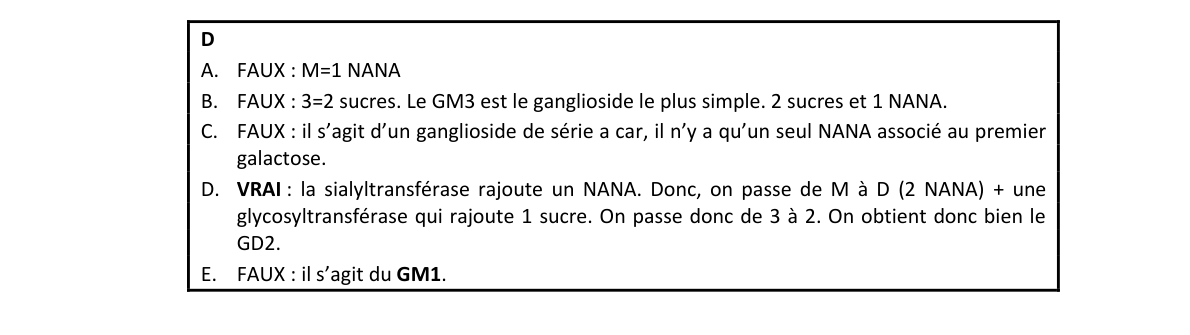 D
A. FAUX : M=1 NANA
B. FAUX : 3=2 sucres. Le GM3 est le ganglioside le plus simple. 2 sucres et 1 NANA.
C. FAUX : il s’agit d’un ganglioside de série a car, il n’y a qu’un seul NANA associé au premier
galactose.
D. VRAI : la sialyltransférase rajoute un NANA. Donc, on passe de M à D (2 NANA) + une
glycosyltransférase qui rajoute 1 sucre. On passe donc de 3 à 2. On obtient donc bien le
GD2.
E. FAUX : il s’agit du GM1.